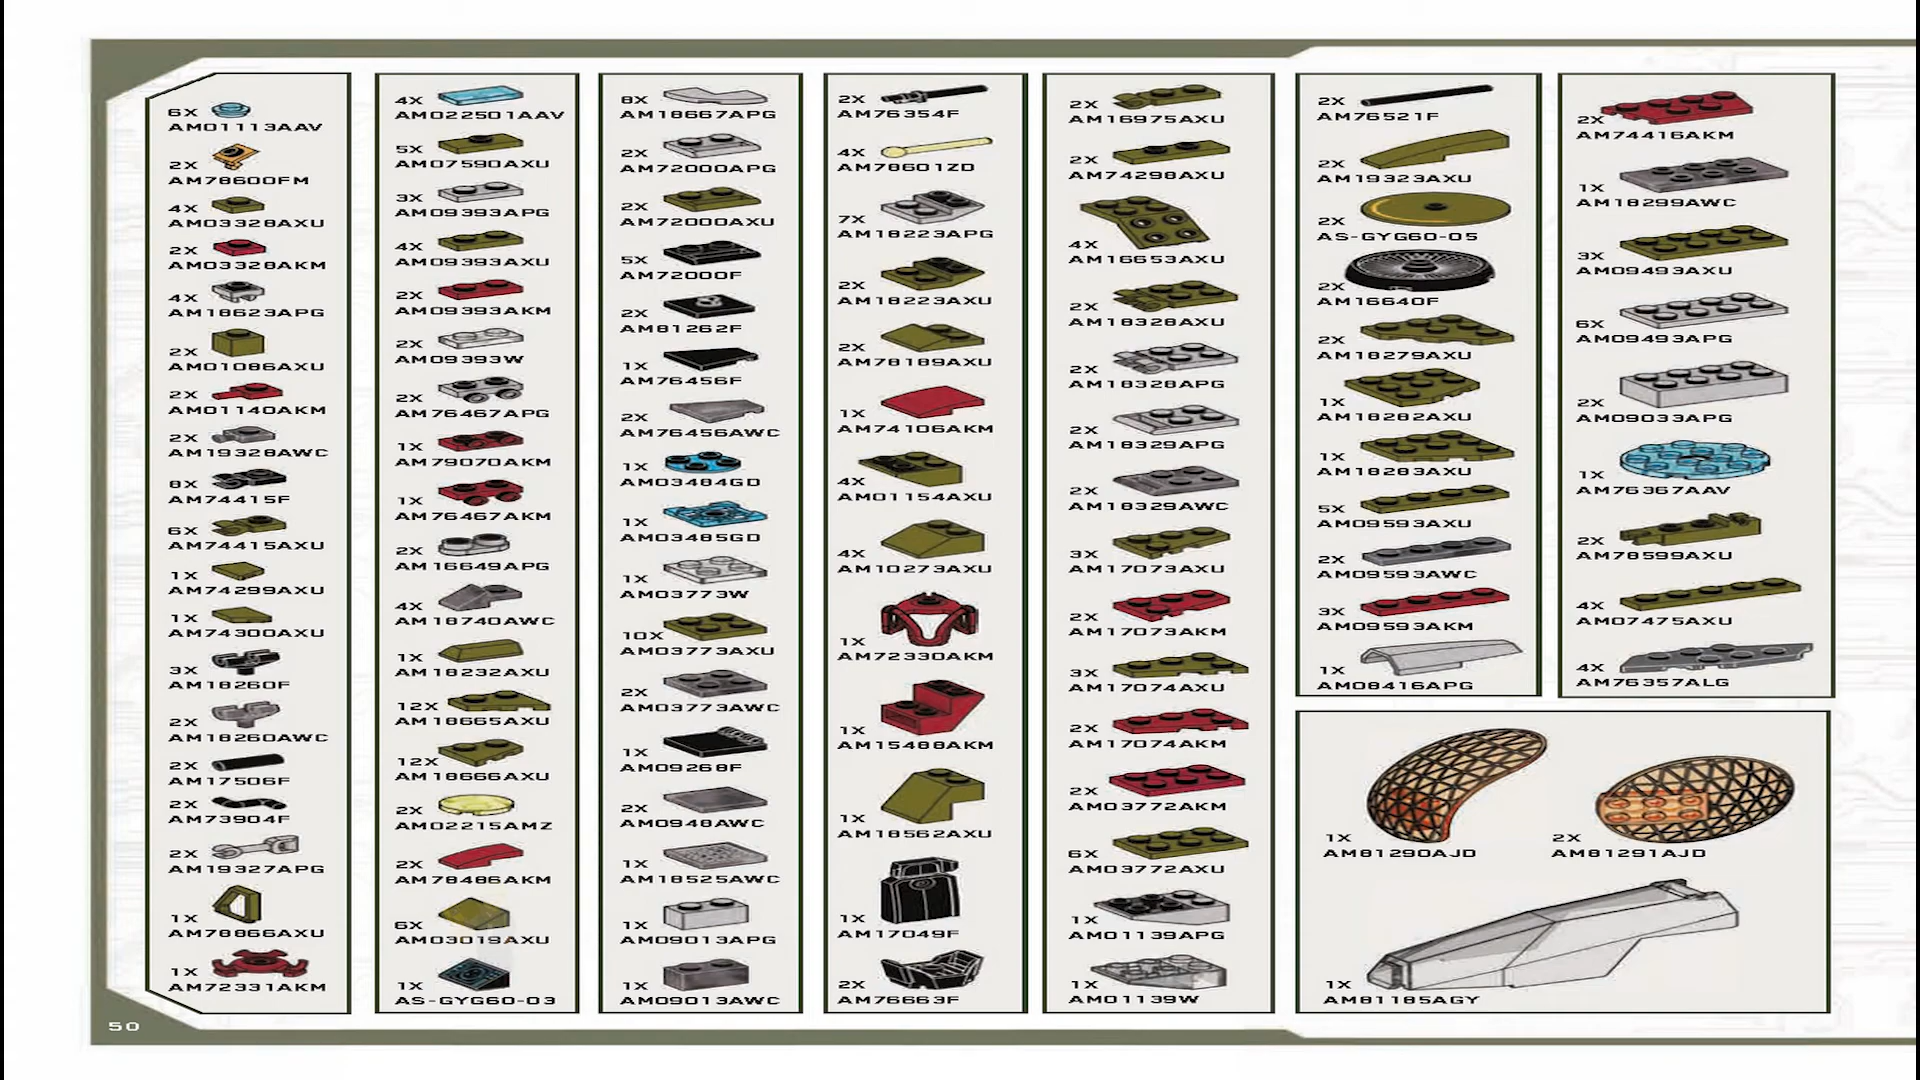 6X
AM01113AAV
2X
AM78600FM
4X
AM03328AXU
2X
AM03328AKM
4X
AM18623APG
2X
AM01086AXU
2X
AM01140AKM
2X
AM19328AWC
8X
AM74415F
6X
AM74415AXU
1X
AM74299AXU
1X
AM74300AXU
3X
AM18260F
2X
AM18260AWC
2X
AM17506F
2X
AM73904F
2X
AM19327APG
1X
AM78866AXU
1X
AM72331AKM
4X
AM022501AAV
5X
AM07590AXU
3X
AM09393APG
4X
AM09393AXU
2X
AM09393AKM
2X
AM09393W
2X
AM76467APG
1X
AM79070AKM
1X
AM76467AKM
2X
AM16649APG
4X
AM18740AWC
1X
AM18232AXU
12X
AM18665AXU
12X
AM18666AXU
2X
AM02215AMZ
2X
AM78486AKM
6X
AM03019AXU
1X
AS-GYG60-03
8X
AM18667APG
2X
AM72000APG
2X
AM72000AXU
5X
AM72000F
2X
AM81262F
1X
AM76456F
2X
AM76456AWC
1X
AM03484GD
1X
AM03485GD
1X
AM03773W
10X
AM03773AXU
2X
AM03773AWC
1X
AM09268F
2X
AM0948AWC
1X
AM18525AWC
1X
AM09013APG
1X
AM09013AWC
2X
AM76354F
4X
AM78601ZD
7X
AM18223APG
2X
AM18223AXU
2X
AM78189AXU
1X
AM74106AKM
4X
AM01154AXU
4X
AM10273AXU
1X
AM72330AKM
1X
AM15488AKM
1X
AM18562AXU
1X
AM17049F
2X
AM76663F
2X
AM16975AXU
2X
AM74298AXU
4X
AM16653AXU
2X
AM18328AXU
2X
AM18328APG
2X
AM18329APG
2X
AM18329AWC
3X
AM17073AXU
2X
AM17073AKM
3X
AM17074AXU
2X
AM17074AKM
2X
AM03772AKM
6X
AM03772AXU
1X
AM01139APG
1X
AM01139W
2X
AM76521F
2X
AM19323AXU
2X
AS-GYG60-05
2X
AM16640F
2X
AM18279AXU
1X
AM18282AXU
1X
AM18283AXU
5X
AM09593AXU
2X
AM09593AWC
3X
AM09593AKM
1X
AM08416APG
2X
AM74416AKM
1X
AM18299AWC
3X
AM09493AXU
6X
AM09493APG
2X
AM09033APG
1X
AM76367AAV
2X
AM78599AXU
4X
AM07475AXU
4X
AM76357ALG
1X
AM81290AJD
2X
AM81291AJD
1X
AM81185AGY
50